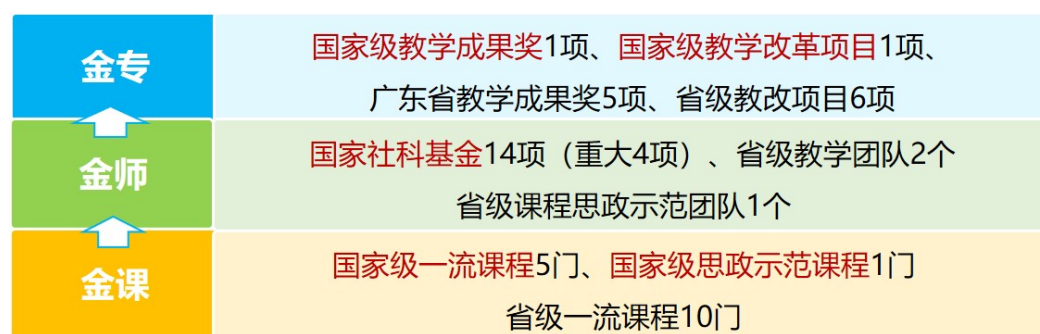 金专
国家级教学成果奖1项、国家级教学改革项目1项、
广东省教学成果奖5项、省级教改项目6项
金师
国家社科基金14项（重大4项）、省级教学团队2个
省级课程思政示范团队1个
金课
国家级一流课程5门、国家级思政示范课程1门
省级一流课程10门